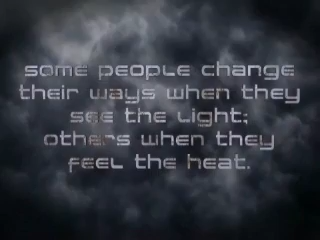 Some people change
their ways when they
see the light;
others when they
feel the heat.